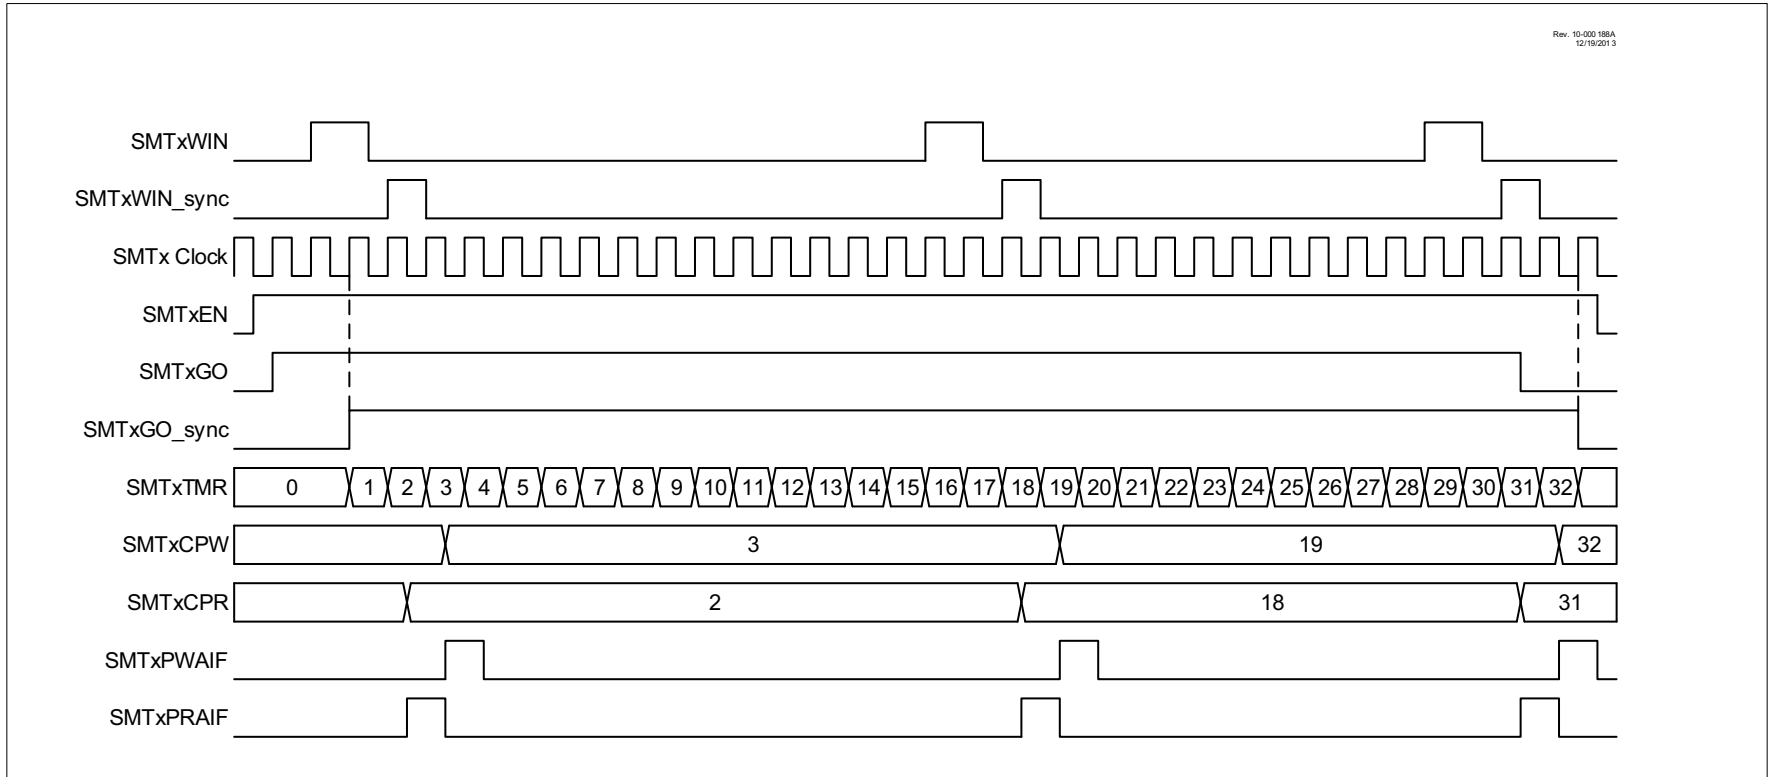 Rev. 10-000 188A
12/19/201 3
SMTxWIN
SMTxWIN_sync
SMTx Clock
SMTxEN
SMTxGO
SMTxGO_sync
SMTxTMR 0 1 2 3 4 5 6 7 8 9 10 11 12 13 14 15 16 17 18 19 20 21 22 23 24 25 26 27 28 29 30 31 32
SMTxCPW 3 19 32
SMTxCPR 2 18 31
SMTxPWAIF
SMTxPRAIF